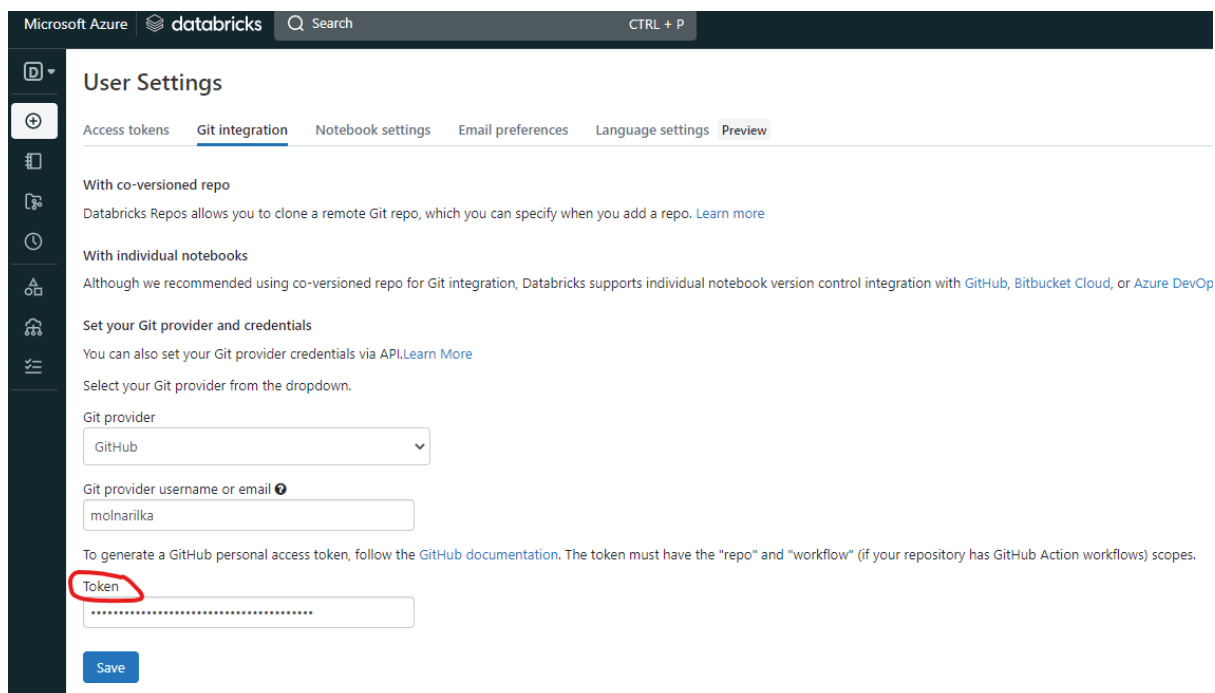 Microsoft Azure databricks Search CTRL + P
D
User Settings
Access tokens Git integration Notebook settings Email preferences Language settings Preview
With co-versioned repo
Databricks Repos allows you to clone a remote Git repo, which you can specify when you add a repo. Learn more
With individual notebooks
Although we recommended using co-versioned repo for Git integration, Databricks supports individual notebook version control integration with GitHub, Bitbucket Cloud, or Azure DevOp
Set your Git provider and credentials
You can also set your Git provider credentials via API.Learn More
Select your Git provider from the dropdown.
Git provider
GitHub
Git provider username or email
molnarilka
To generate a GitHub personal access token, follow the GitHub documentation. The token must have the "repo" and "workflow" (if your repository has GitHub Action workflows) scopes.
Token
Save